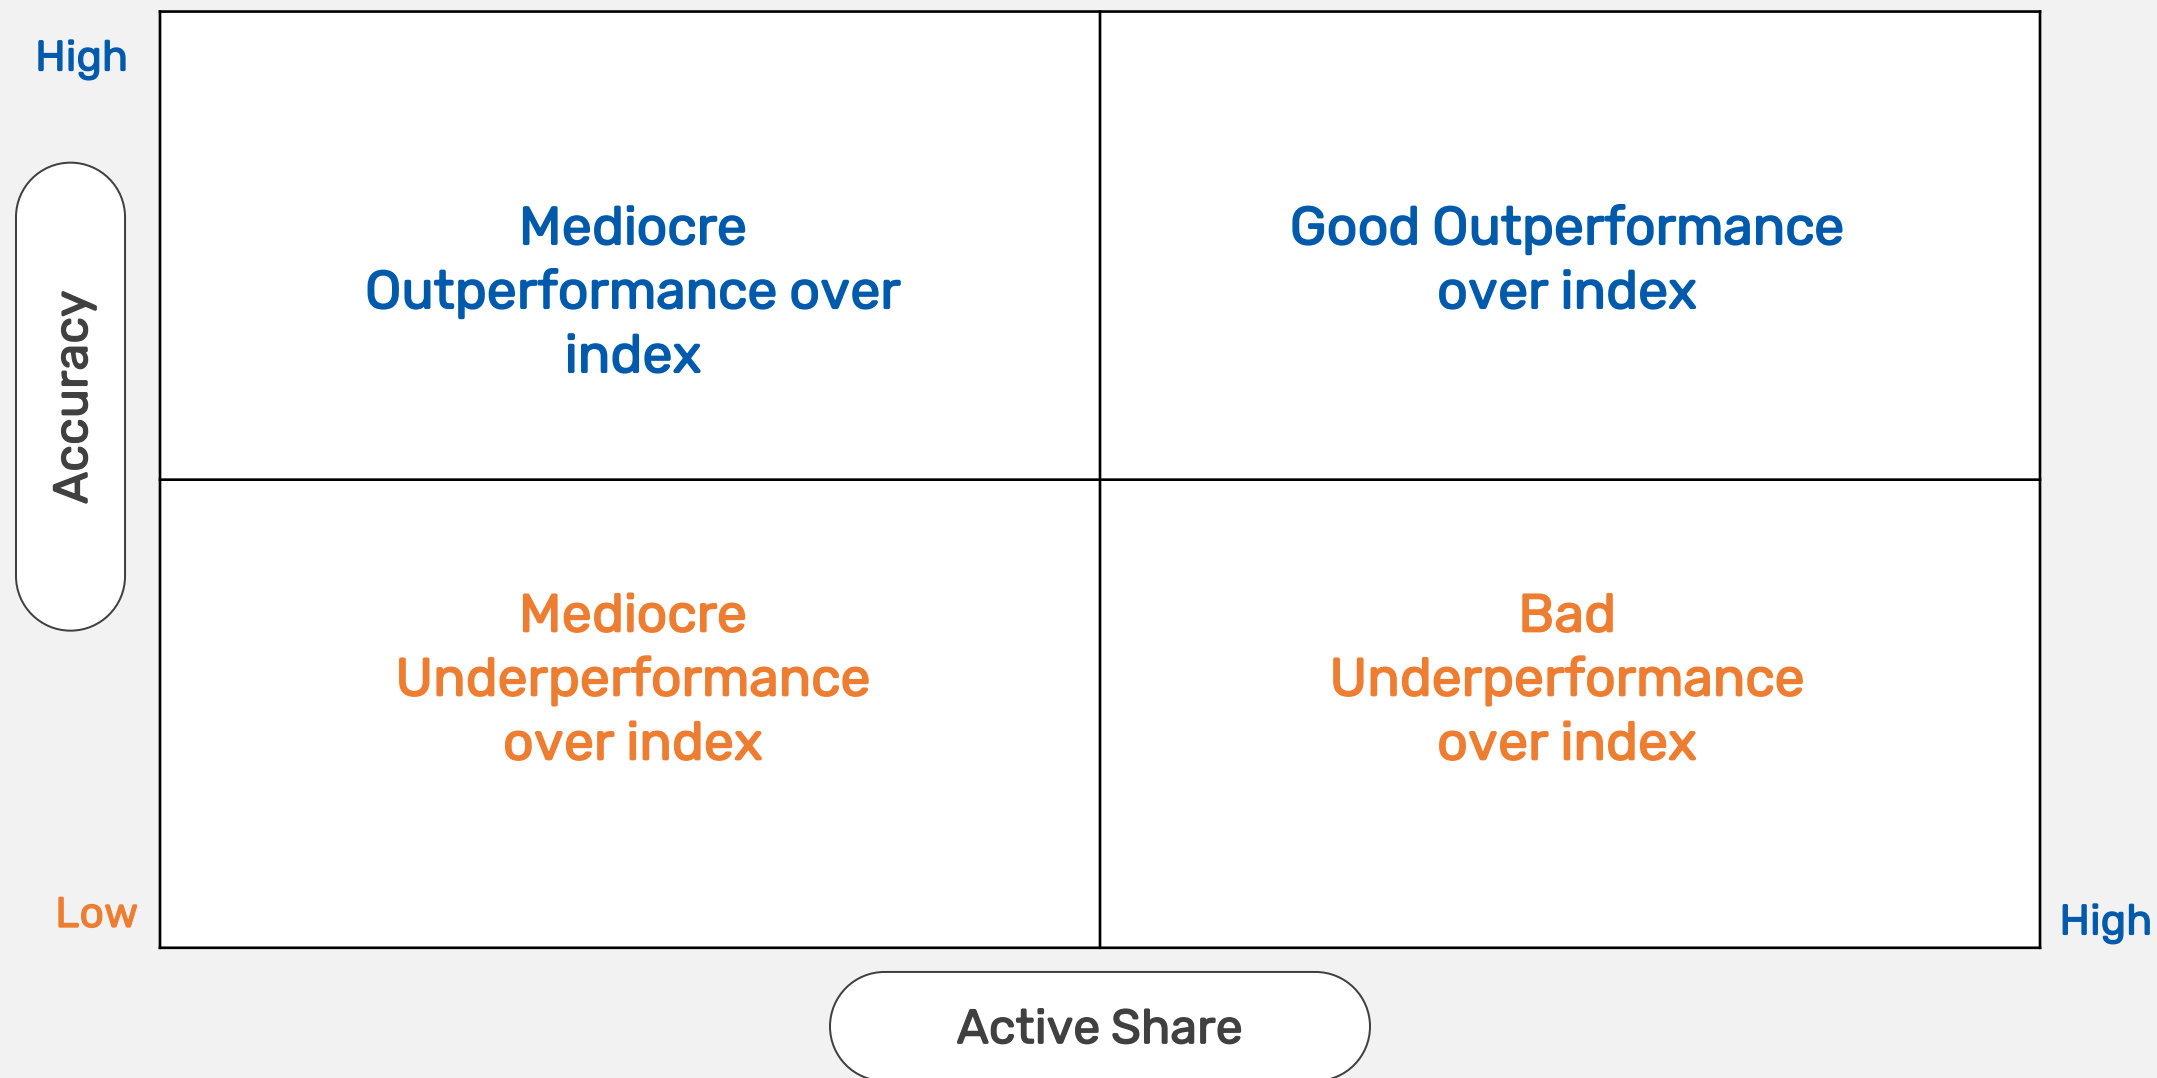 High
Accuracy
Mediocre
Outperformance over
index
Good Outperformance
over index
Mediocre
Underperformance
over index
Bad
Underperformance
over index
Low
High
Active Share